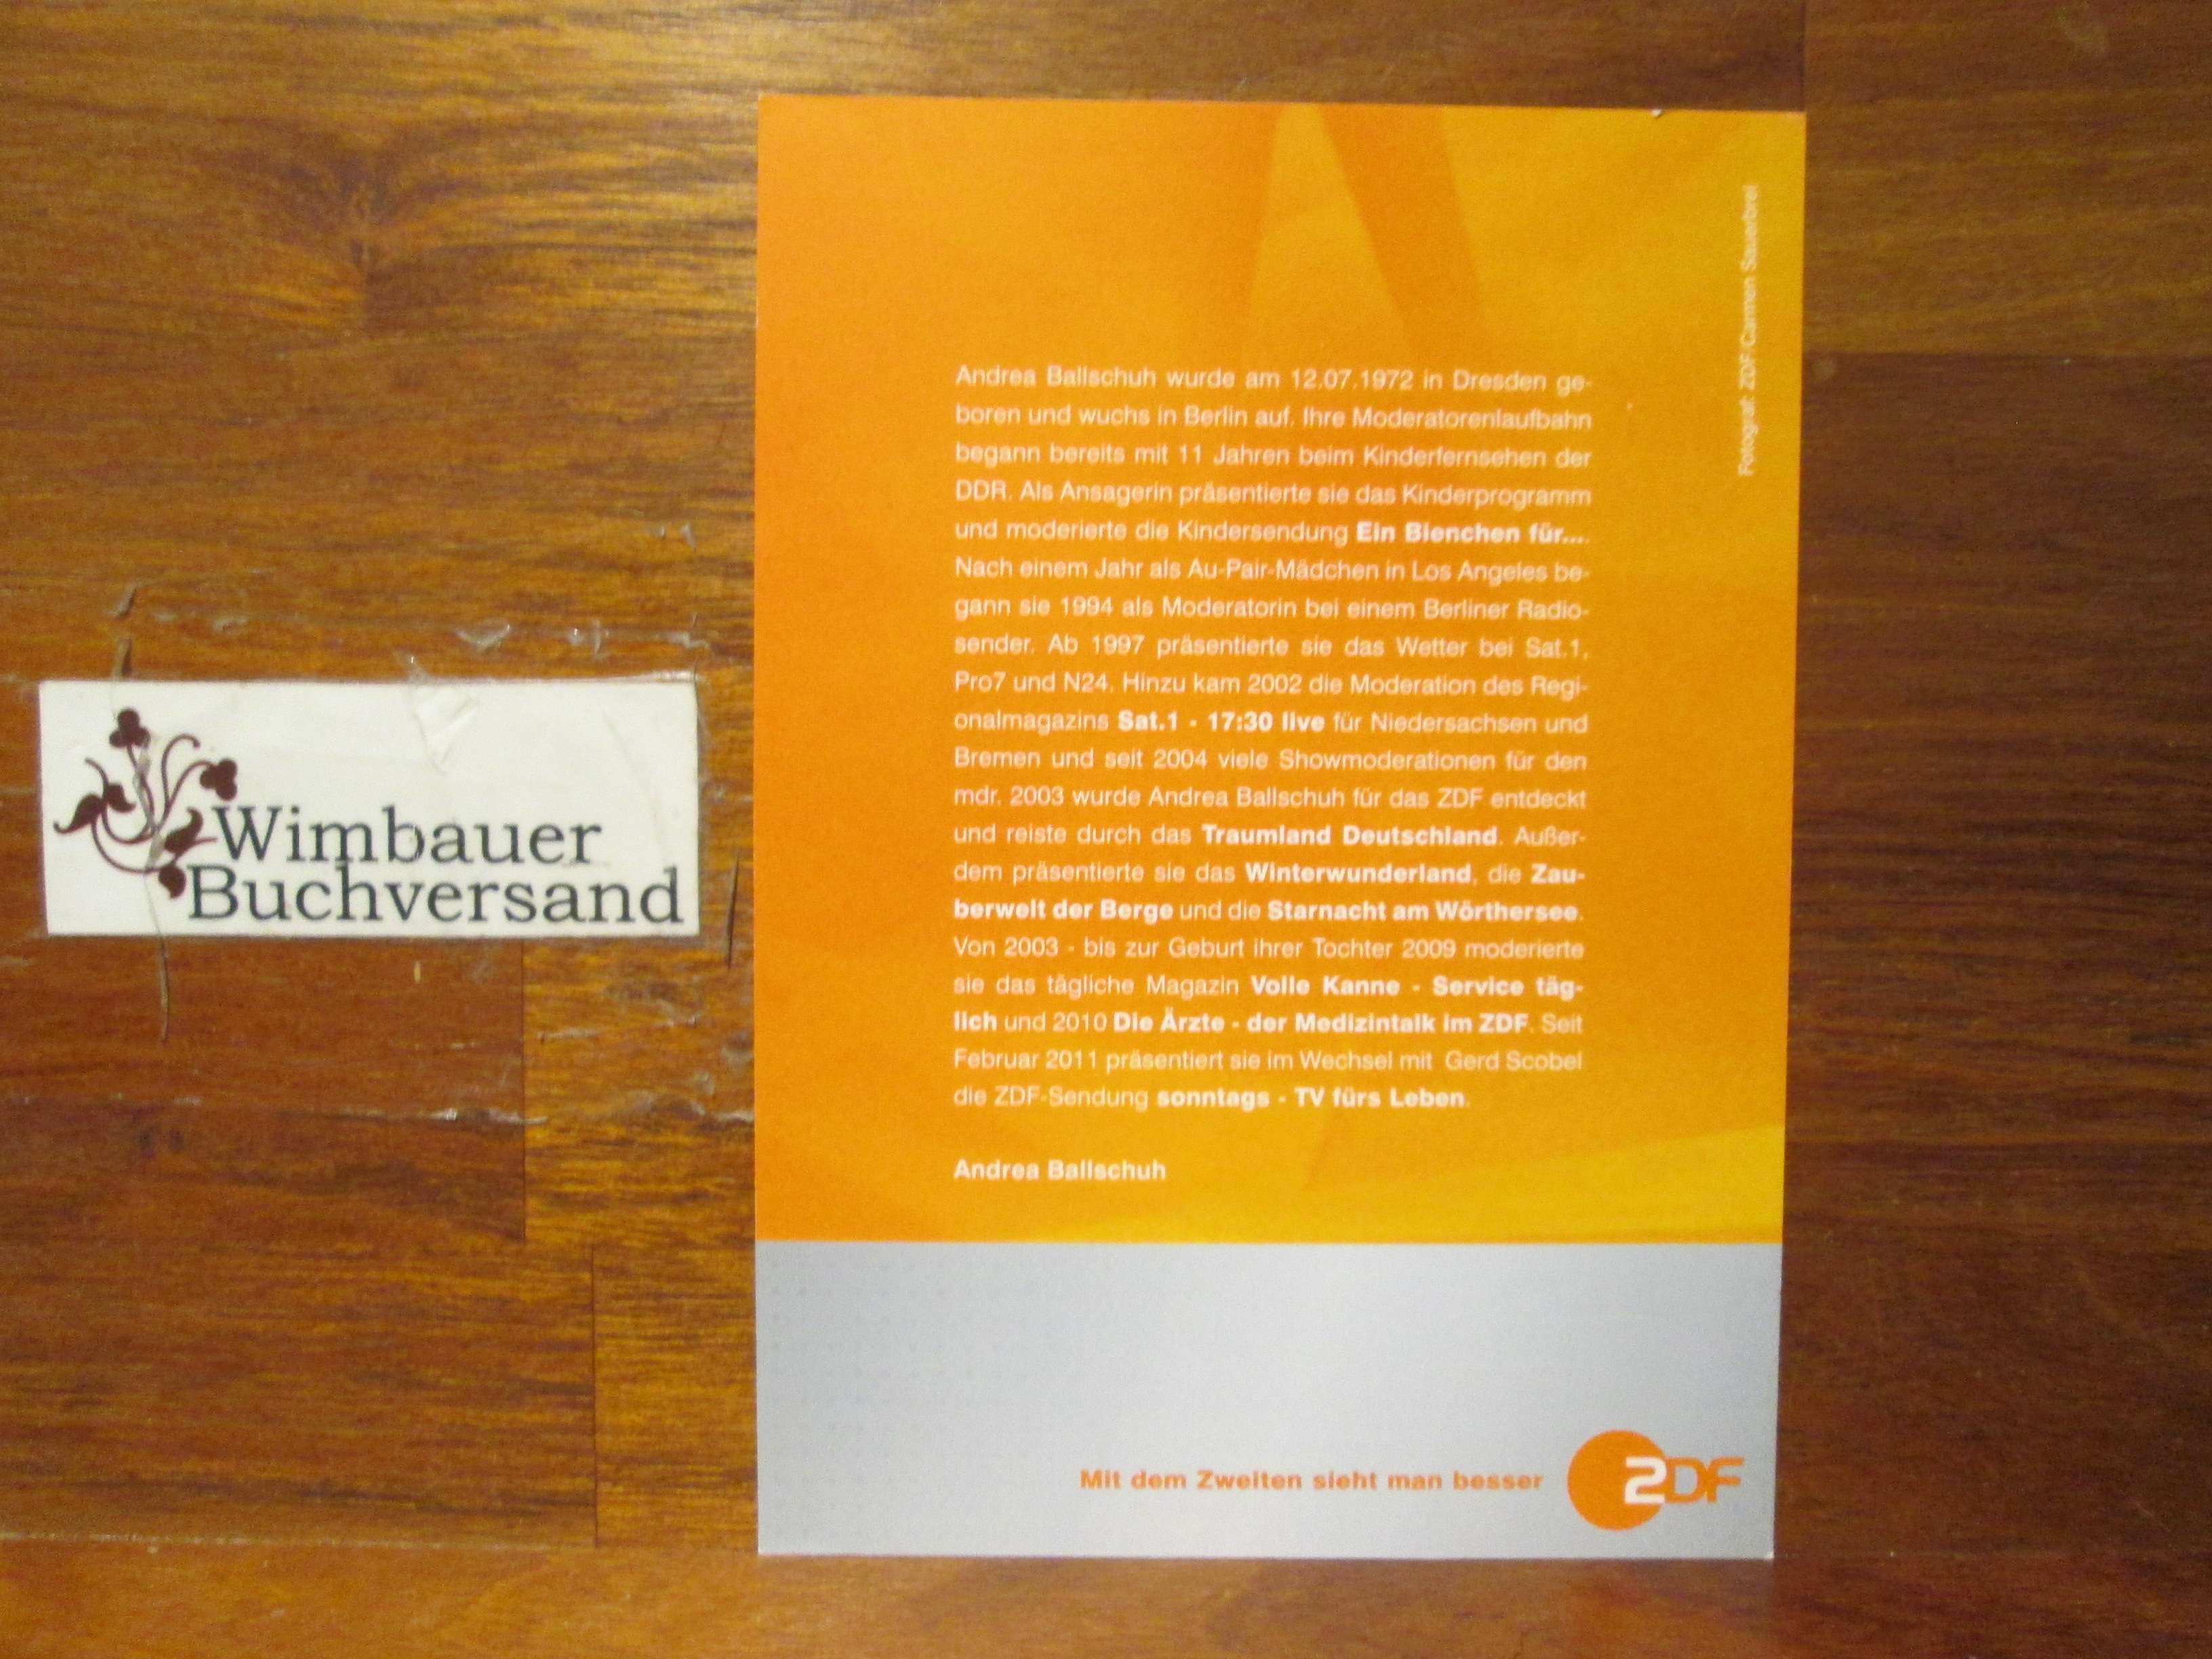 Wimbauer
Buchversand
Andrea Ballschuh wurde am 12.07.1972 in Dresden ge-
boren und wuchs in Berlin auf. Ihre Moderatorenlaufbahn
begann bereits mit 11 Jahren beim Kinderfernsehen der
DDR. Als Ansagerin präsentierte sie das Kinderprogramm
und moderierte die Kindersendung Ein Bienchen für....
Nach einem Jahr als Au-Pair-Mädchen in Los Angeles be-
gann sie 1994 als Moderatorin bei einem Berliner Radio-
sender. Ab 1997 präsentierte sie das Wetter bei Sat.1,
Pro7 und N24. Hinzu kam 2002 die Moderation des Regi-
onalmagazins Sat.1 - 17:30 live für Niedersachsen und
Bremen und seit 2004 viele Showmoderationen für den
mdr. 2003 wurde Andrea Ballschuh für das ZDF entdeckt
und reiste durch das Traumland Deutschland. Außer-
dem präsentierte sie das Winterwunderland, die Zau-
berwelt der Berge und die Starnacht am Wörthersee.
Von 2003 - bis zur Geburt ihrer Tochter 2009 moderierte
sie das tägliche Magazin Volle Kanne - Service täg-
lich und 2010 Die Ärzte - der Medizintalk im ZDF. Seit
Februar 2011 präsentiert sie im Wechsel mit Gerd Scobel
die ZDF-Sendung sonntags - TV fürs Leben.
Andrea Ballschuh
Fotograf: ZDF/Carmen Sauerbrei
Mit dem Zweiten sieht man besser
ZDF